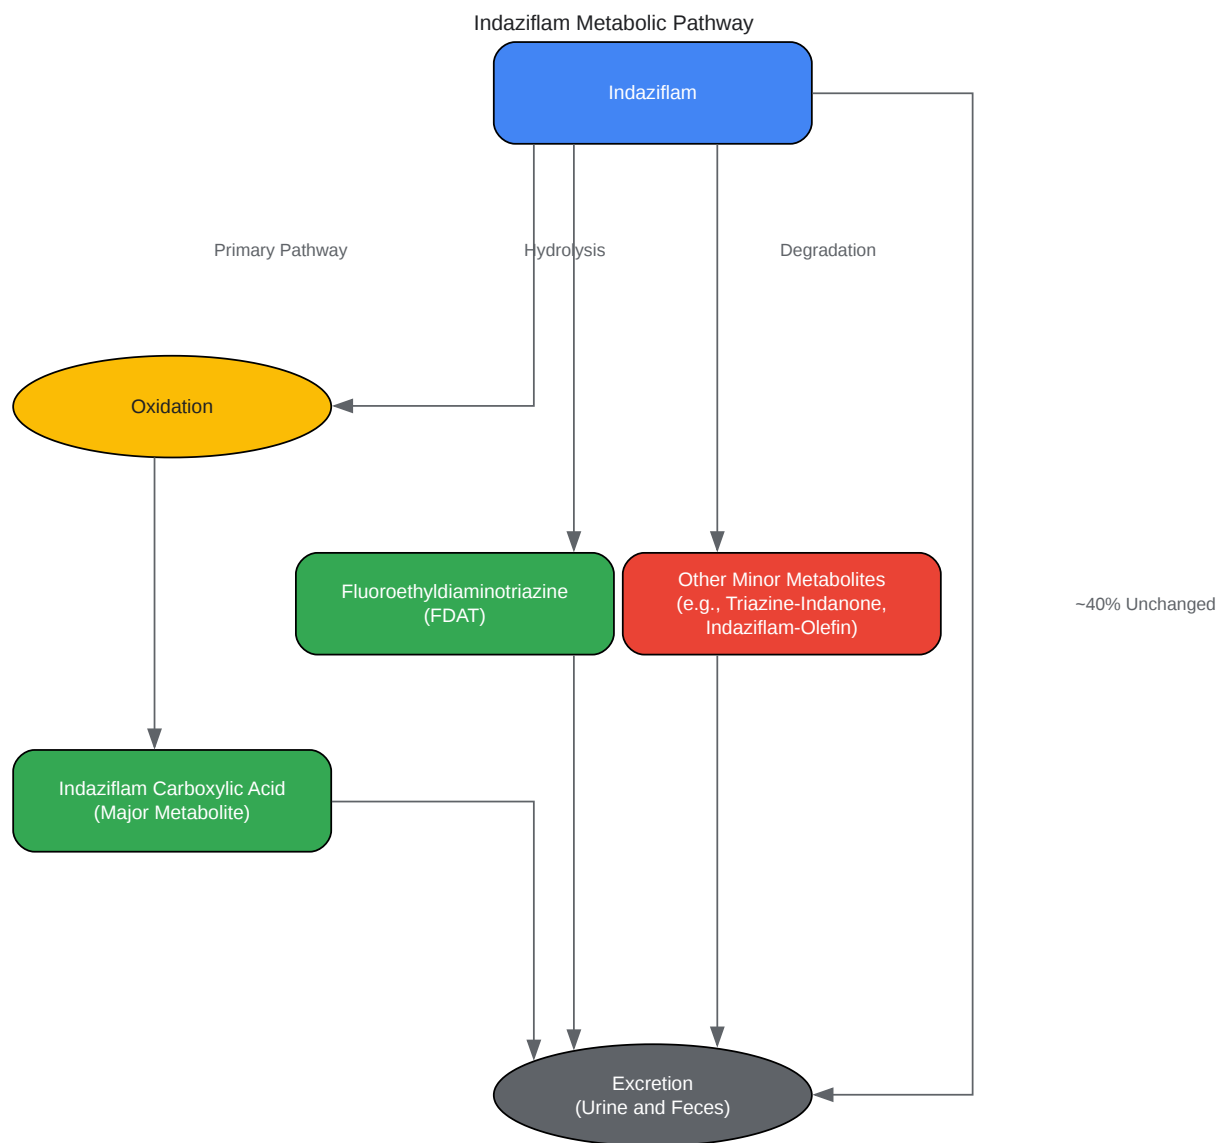 Indaziflam Metabolic Pathway
Indaziflam
Primary Pathway
Hydrolysis
Degradation
Oxidation
Fluoroethyldiaminotriazine
(FDAT)
Other Minor Metabolites
(e.g., Triazine-Indanone,
Indaziflam-Olefin)
~40% Unchanged
Indaziflam Carboxylic Acid
(Major Metabolite)
Excretion
(Urine and Feces)